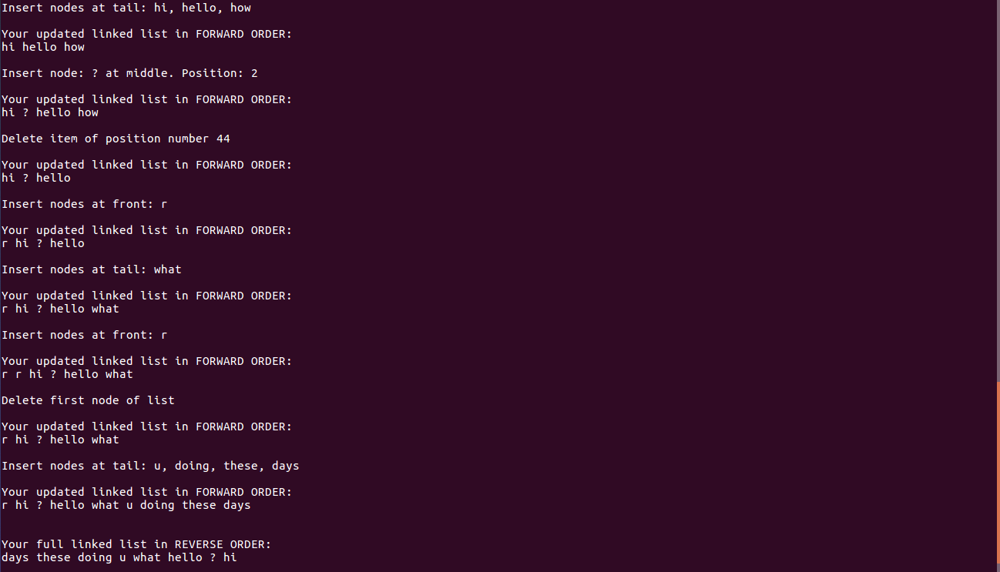 Insert nodes at tail: hi, hello, how
Your updated linked list in FORWARD ORDER:
hi hello how
Insert node: ? at middle. Position: 2
Your updated linked list in FORWARD ORDER:
hi ? hello how
Delete item of position number 44
Your updated linked list in FORWARD ORDER:
hi ? hello
Insert nodes at front: r
Your updated linked list in FORWARD ORDER:
r hi ? hello
Insert nodes at tail: what
Your updated linked list in FORWARD ORDER:
r hi ? hello what
Insert nodes at front: r
Your updated linked list in FORWARD ORDER:
r r hi ? hello what
Delete first node of list
Your updated linked list in FORWARD ORDER:
r hi ? hello what
Insert nodes at tail: u, doing, these, days
Your updated linked list in FORWARD ORDER:
r hi ? hello what u doing these days
Your full linked list in REVERSE ORDER:
days these doing u what hello ? hi